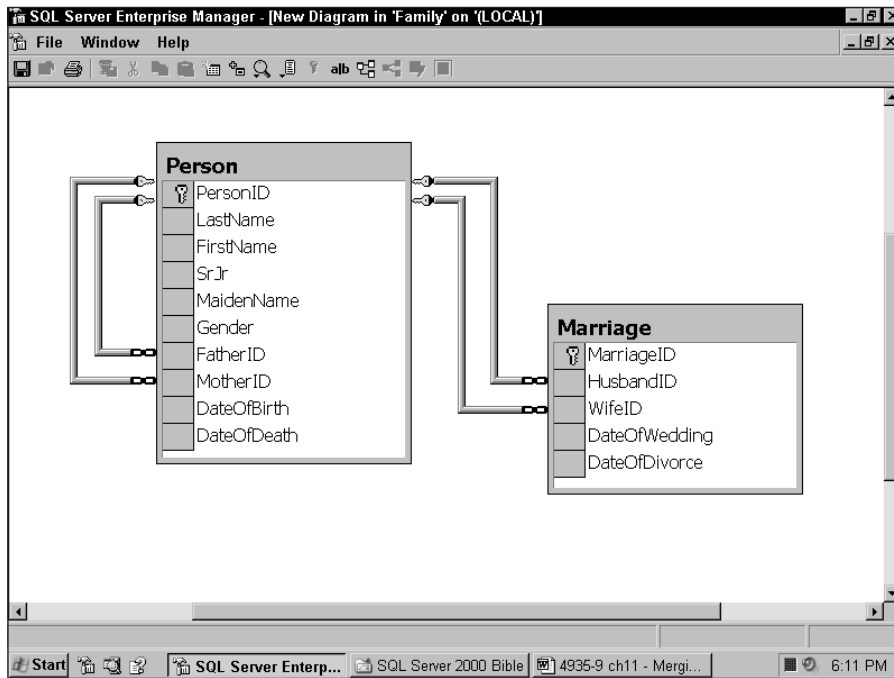 SQL Server Enterprise Manager - [New Diagram in 'Family' on '(LOCAL)']
File Window Help
ab
Person
PersonID
LastName
FirstName
SrJr
MaidenName
Gender
FatherID
MotherID
DateOfBirth
DateOfDeath
Marriage
MarriageID
HusbandID
WifeID
DateOfWedding
DateOfDivorce
Start SQL Server Enterp... SQL Server 2000 Bible 4935-9 ch11 - Mergi... 6:11 PM